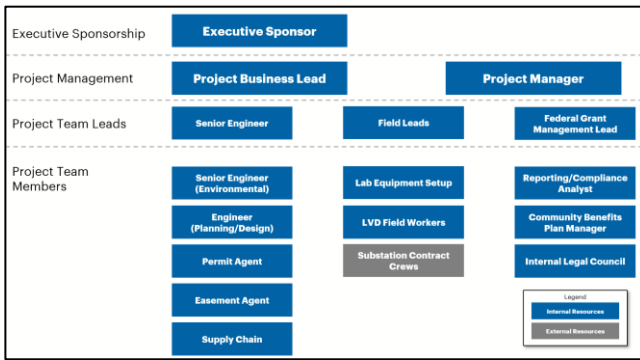 Executive Sponsorship
Executive Sponsor
Project Management
Project Business Lead
Project Manager
Project Team Leads
Senior Engineer
Field Leads
Federal Grant
Management Lead
Project Team
Members
Senior Engineer
(Environmental)
Lab Equipment Setup
Reporting/Compliance
Analyst
Engineer
(Planning/Design)
LVD Field Workers
Community Benefits
Plan Manager
Permit Agent
Substation Contract
Crews
Internal Legal Council
Easement Agent
Supply Chain
Legend
Internal Resources
External Resources